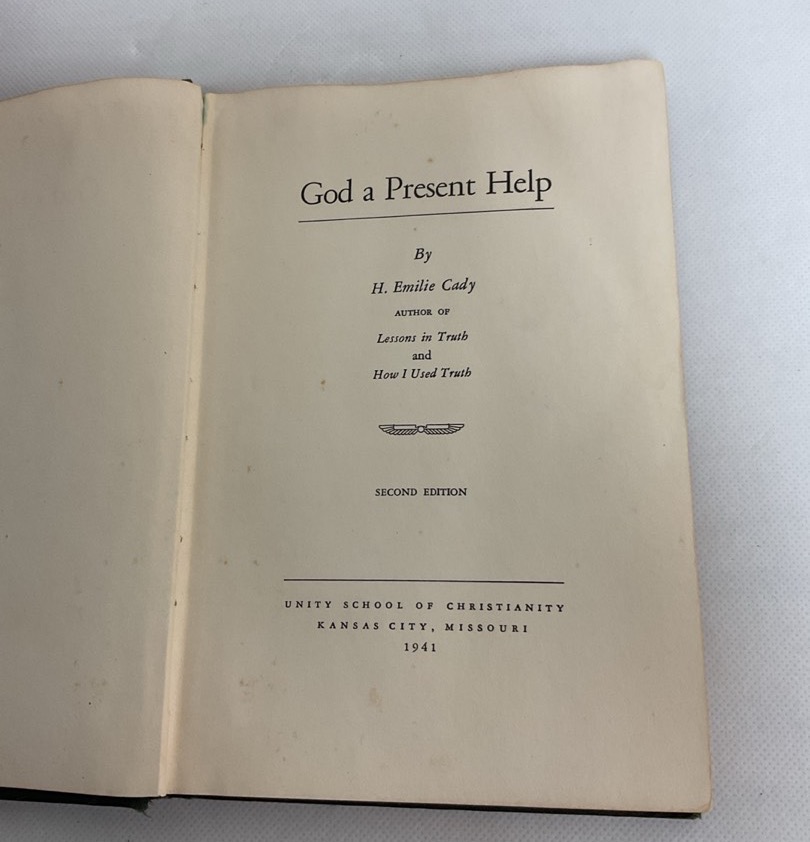 God a Present Help
By
H. Emilie Cady
AUTHOR OF
Lessons in Truth
and
How I Used Truth
SECOND EDITION
UNITY SCHOOL OF CHRISTIANITY
KANSAS CITY, MISSOURI
1941